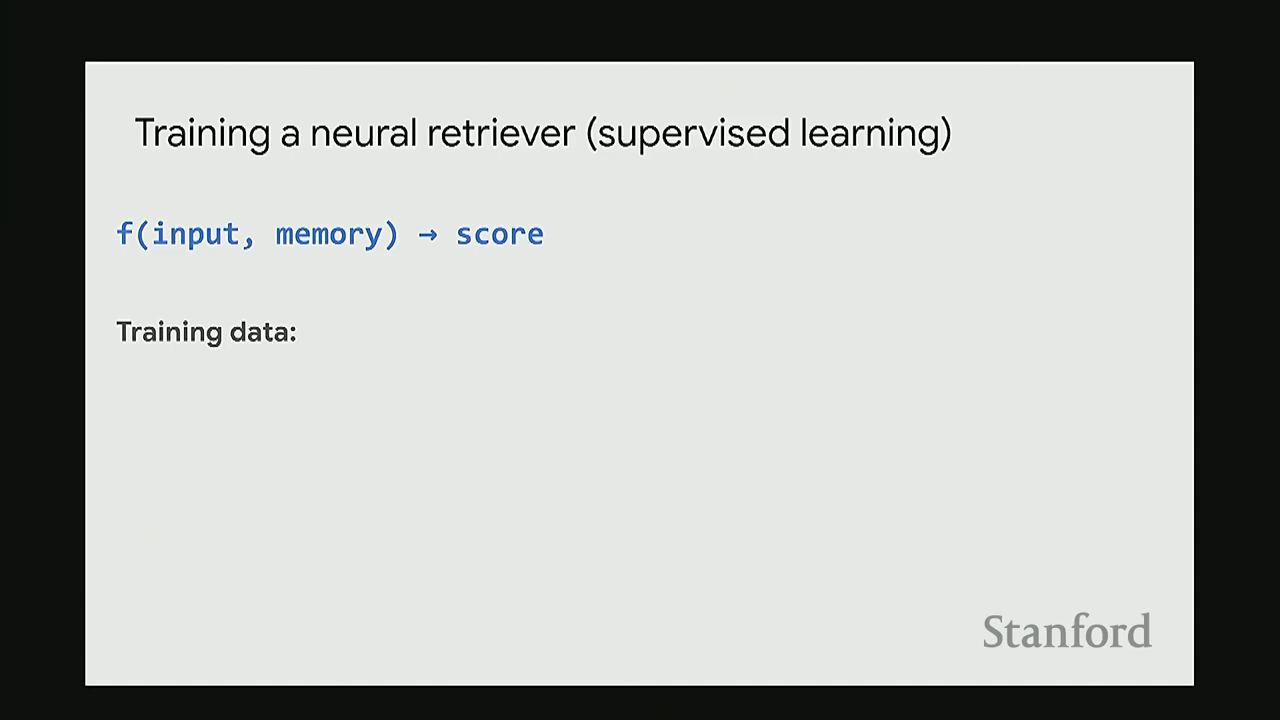 Training a neural retriever (supervised learning)
f(input, memory) → score
Training data:
Stanford